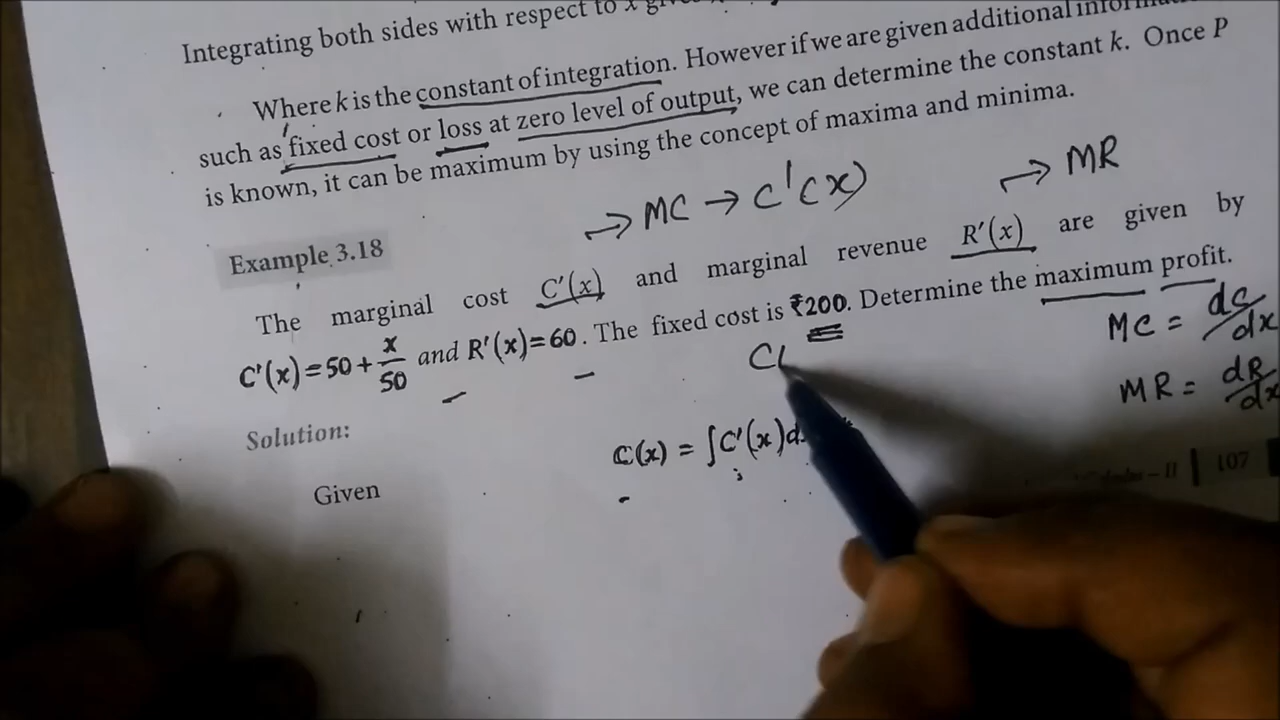 Integrating both sides with respect to x
Where k is the constant of integration. However if we are given additional
such as fixed cost or loss at zero level of output, we can determine the constant k. Once P
is known, it can be maximum by using the concept of maxima and minima.
→ MC → C'(x) → MR
Example 3.18
The marginal cost C'(x) and marginal revenue R'(x) are given by
C'(x) = 50 + x/50 and R'(x) = 60. The fixed cost is ₹200. Determine the maximum profit.
MC = dc/dx
C
MR = dR/dx
Solution:
C(x) = ∫C'(x)d
Given
107